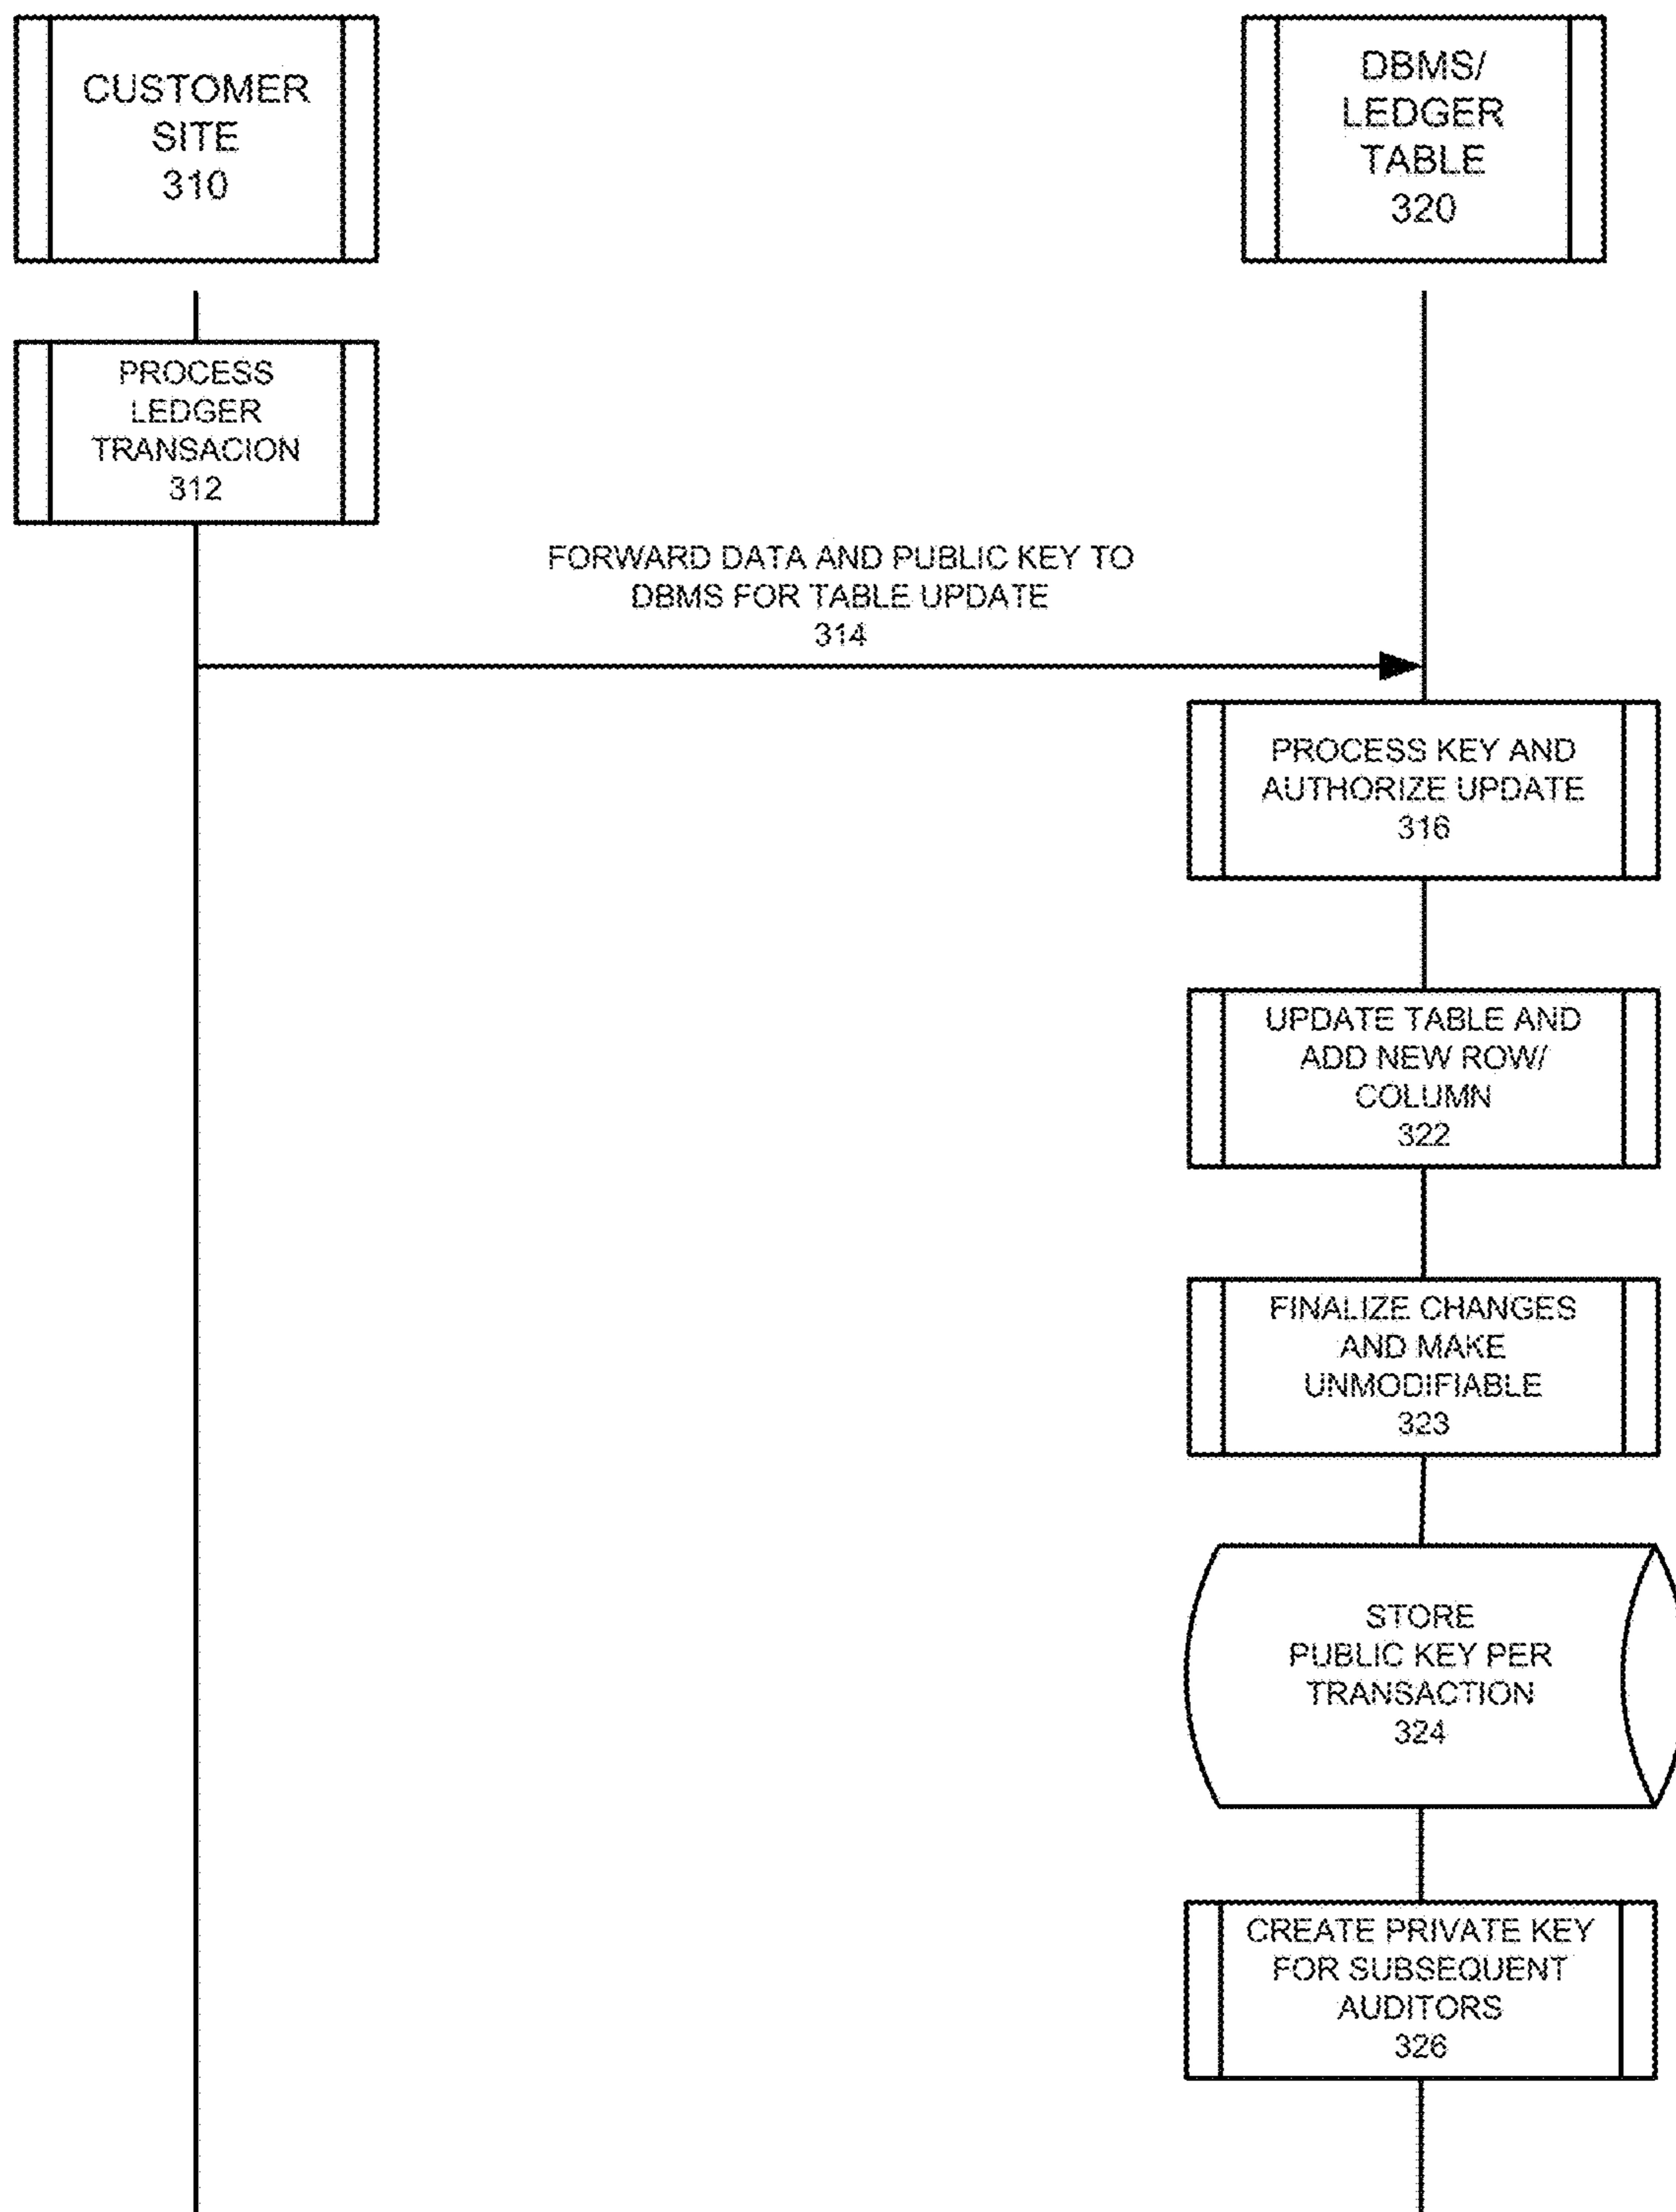 CUSTOMER
SITE
310
DBMS/
LEDGER
TABLE
320
PROCESS
LEDGER
TRANSACION
312
FORWARD DATA AND PUBLIC KEY TO
DBMS FOR TABLE UPDATE
314
PROCESS KEY AND
AUTHORIZE UPDATE
316
UPDATE TABLE AND
ADD NEW ROW/
COLUMN
322
FINALIZE CHANGES
AND MAKE
UNMODIFIABLE
323
STORE
PUBLIC KEY PER
TRANSACTION
324
CREATE PRIVATE KEY
FOR SUBSEQUENT
AUDITORS
326